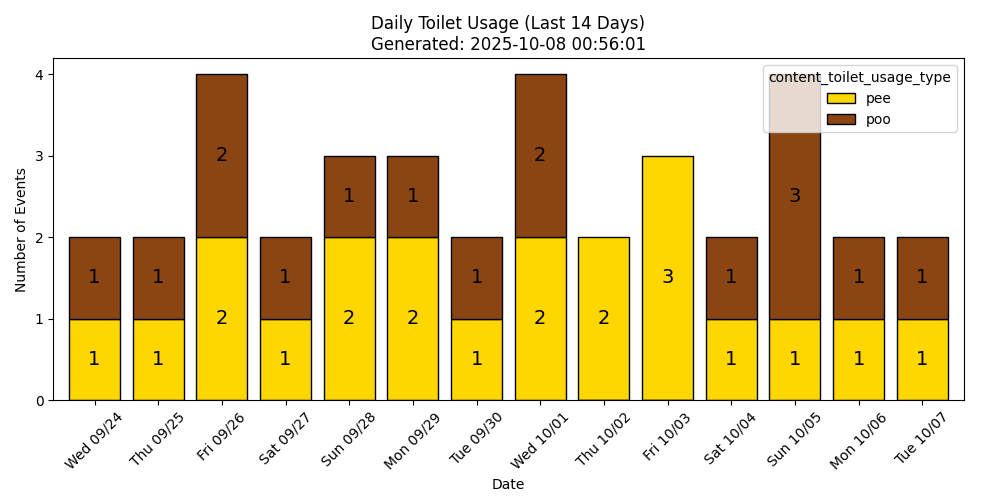 Daily Toilet Usage (Last 14 Days)
Generated: 2025-10-08 00:56:01
content_toilet_usage_type
pee
poo
Number of Events
4
3
2
1
0
2 2 3
1 1
1 1 1 1 1 1 1
2 2 2 2 2 3
1 1 1 1 1 1 1 1
Wed 09/24
Thu 09/25
Fri 09/26
Sat 09/27
Sun 09/28
Mon 09/29
Tue 09/30
Wed 10/01
Thu 10/02
Fri 10/03
Sat 10/04
Sun 10/05
Mon 10/06
Tue 10/07
Date